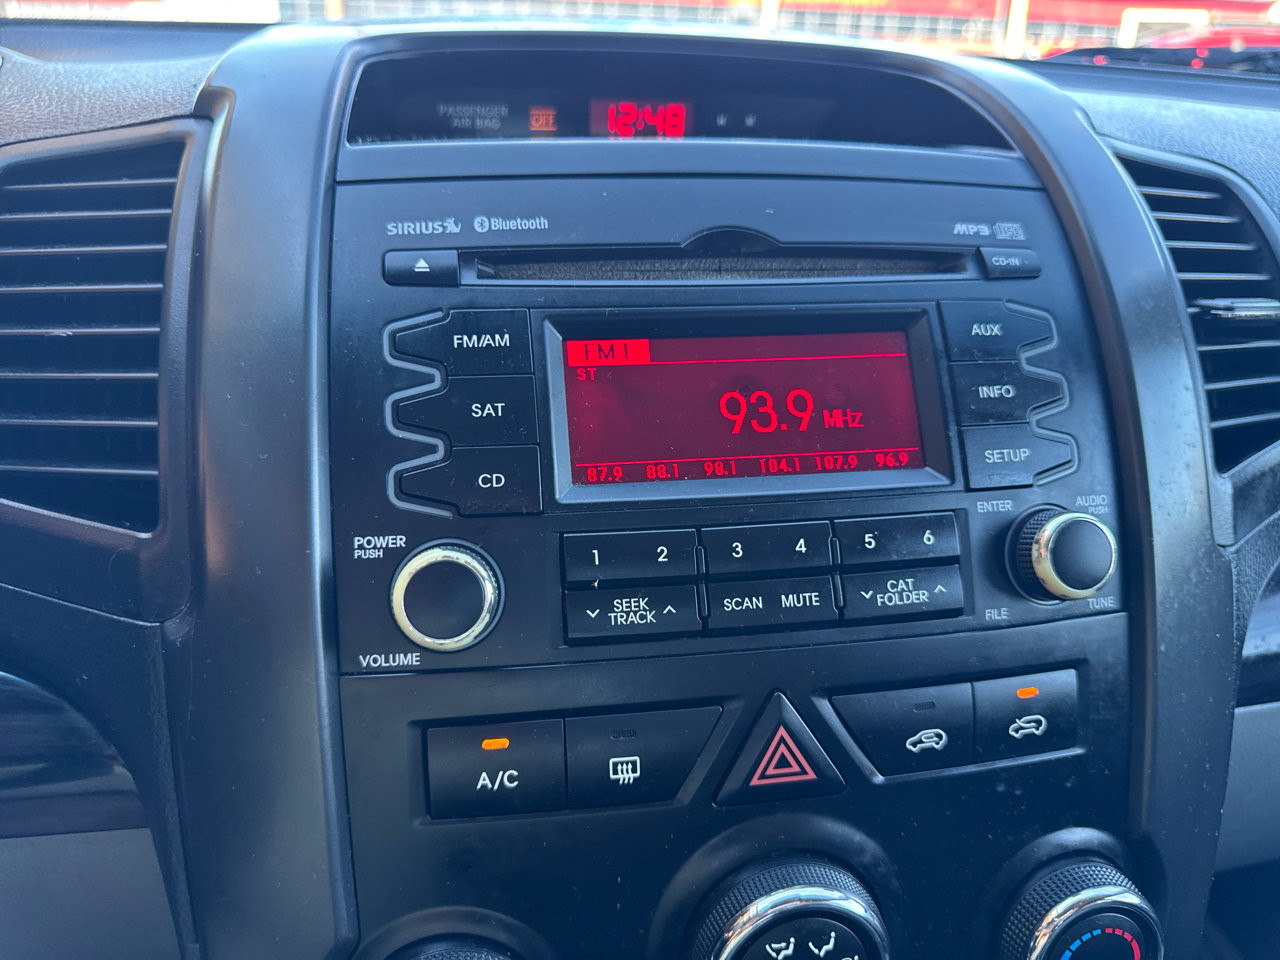 PASSENGER
AIR BAG
OFF
12:48
SIRIUS
Bluetooth
MP3
CD-IN
FM/AM
SAT
CD
FM 1
ST
93.9 MHz
87.9 88.1 98.1 104.1 107.9 96.9
AUX
INFO
SETUP
POWER
PUSH
VOLUME
1 2 3 4 5 6
SEEK
TRACK
SCAN MUTE
CAT
FOLDER
ENTER
AUDIO
PUSH
FILE
TUNE
A/C